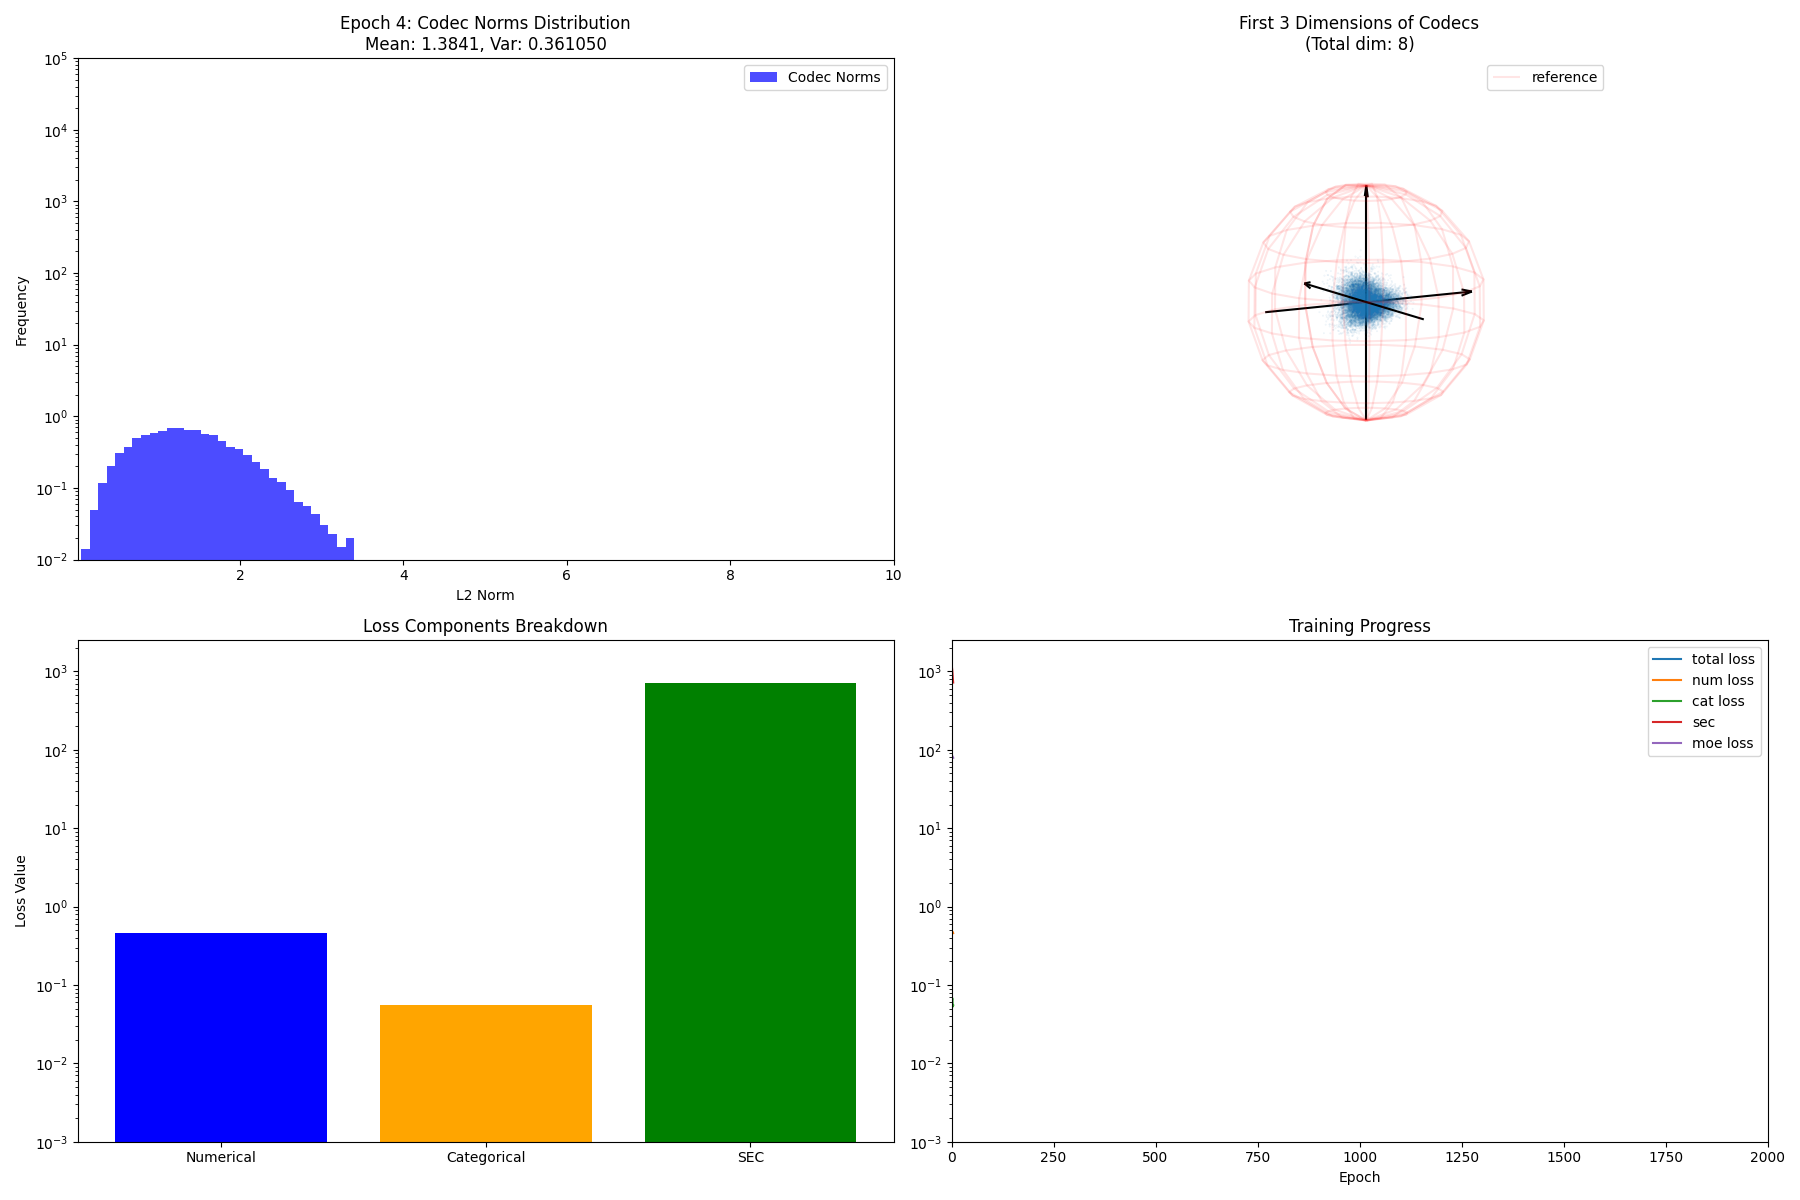 Epoch 4: Codec Norms Distribution
Mean: 1.3841, Var: 0.361050
Codec Norms
10^5
10^4
10^3
10^2
10^1
10^0
10^-1
10^-2
Frequency
2 4 6 8 10
L2 Norm
First 3 Dimensions of Codecs
(Total dim: 8)
reference
Loss Components Breakdown
10^3
10^2
10^1
10^0
10^-1
10^-2
10^-3
Loss Value
Numerical Categorical SEC
Training Progress
total loss
num loss
cat loss
sec
moe loss
10^3
10^2
10^1
10^0
10^-1
10^-2
10^-3
0 250 500 750 1000 1250 1500 1750 2000
Epoch